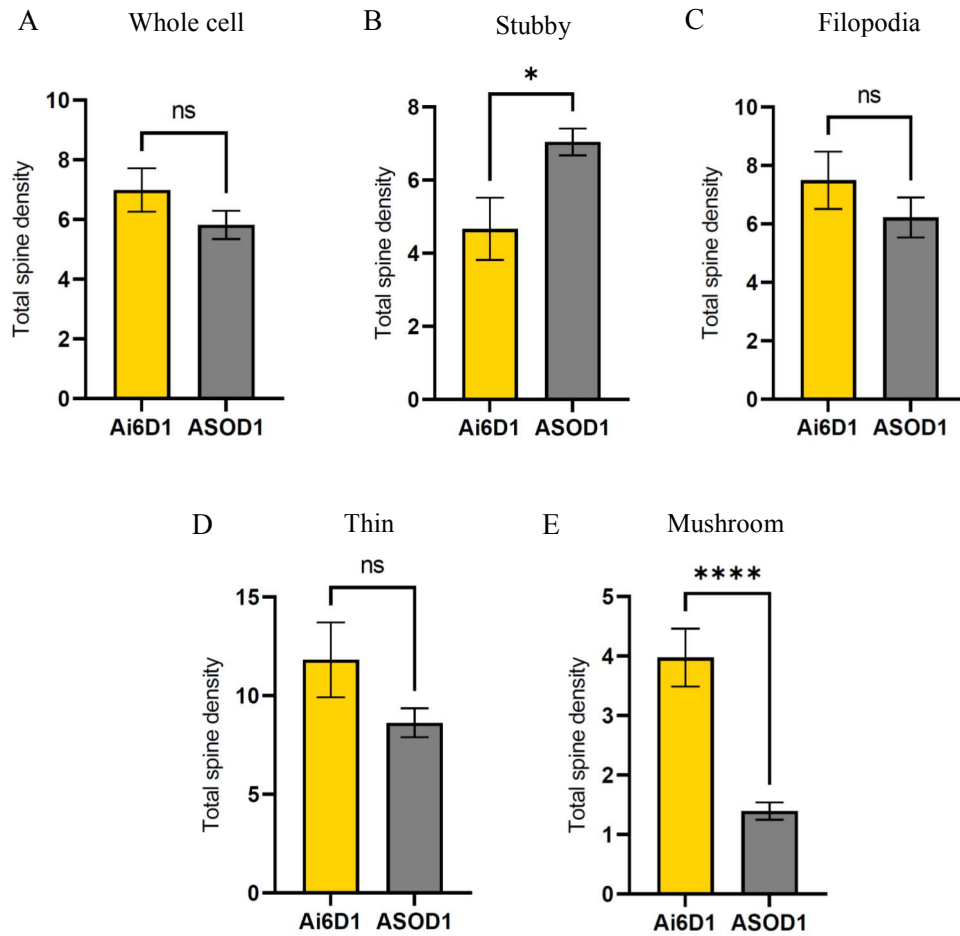 A Whole cell
10
8
6
4
2
0
Total spine density
ns
Ai6D1 ASOD1
B Stubby
8
6
4
2
0
Total spine density
*
Ai6D1 ASOD1
C Filopodia
10
8
6
4
2
0
Total spine density
ns
Ai6D1 ASOD1
D Thin
15
10
5
0
Total spine density
ns
Ai6D1 ASOD1
E Mushroom
5
4
3
2
1
0
Total spine density
****
Ai6D1 ASOD1